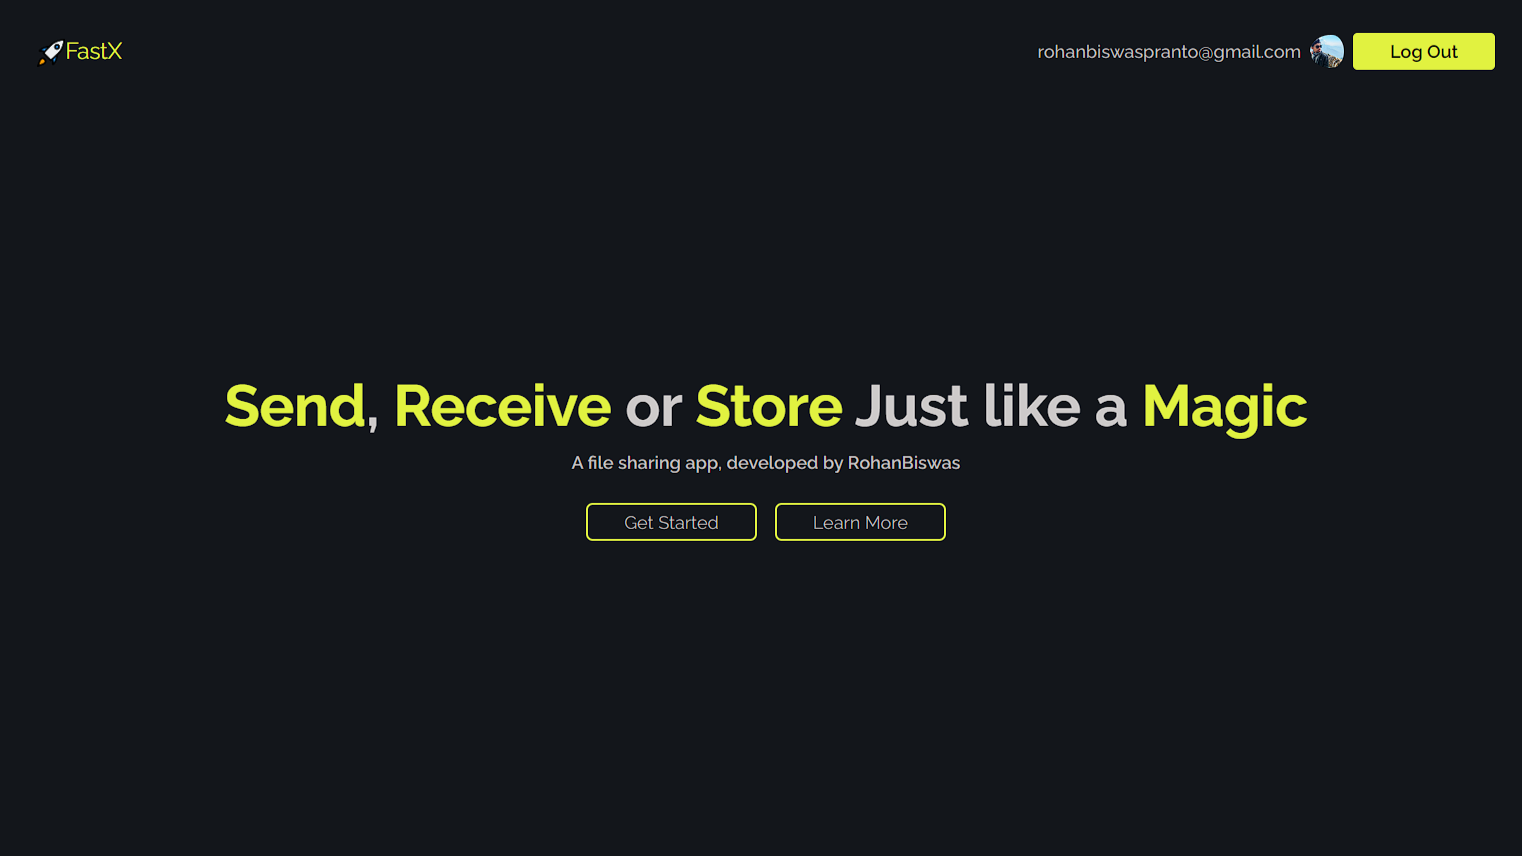 FastX
rohanbiswaspranto@gmail.com
Log Out
Send, Receive or Store Just like a Magic
A file sharing app, developed by RohanBiswas
Get Started
Learn More